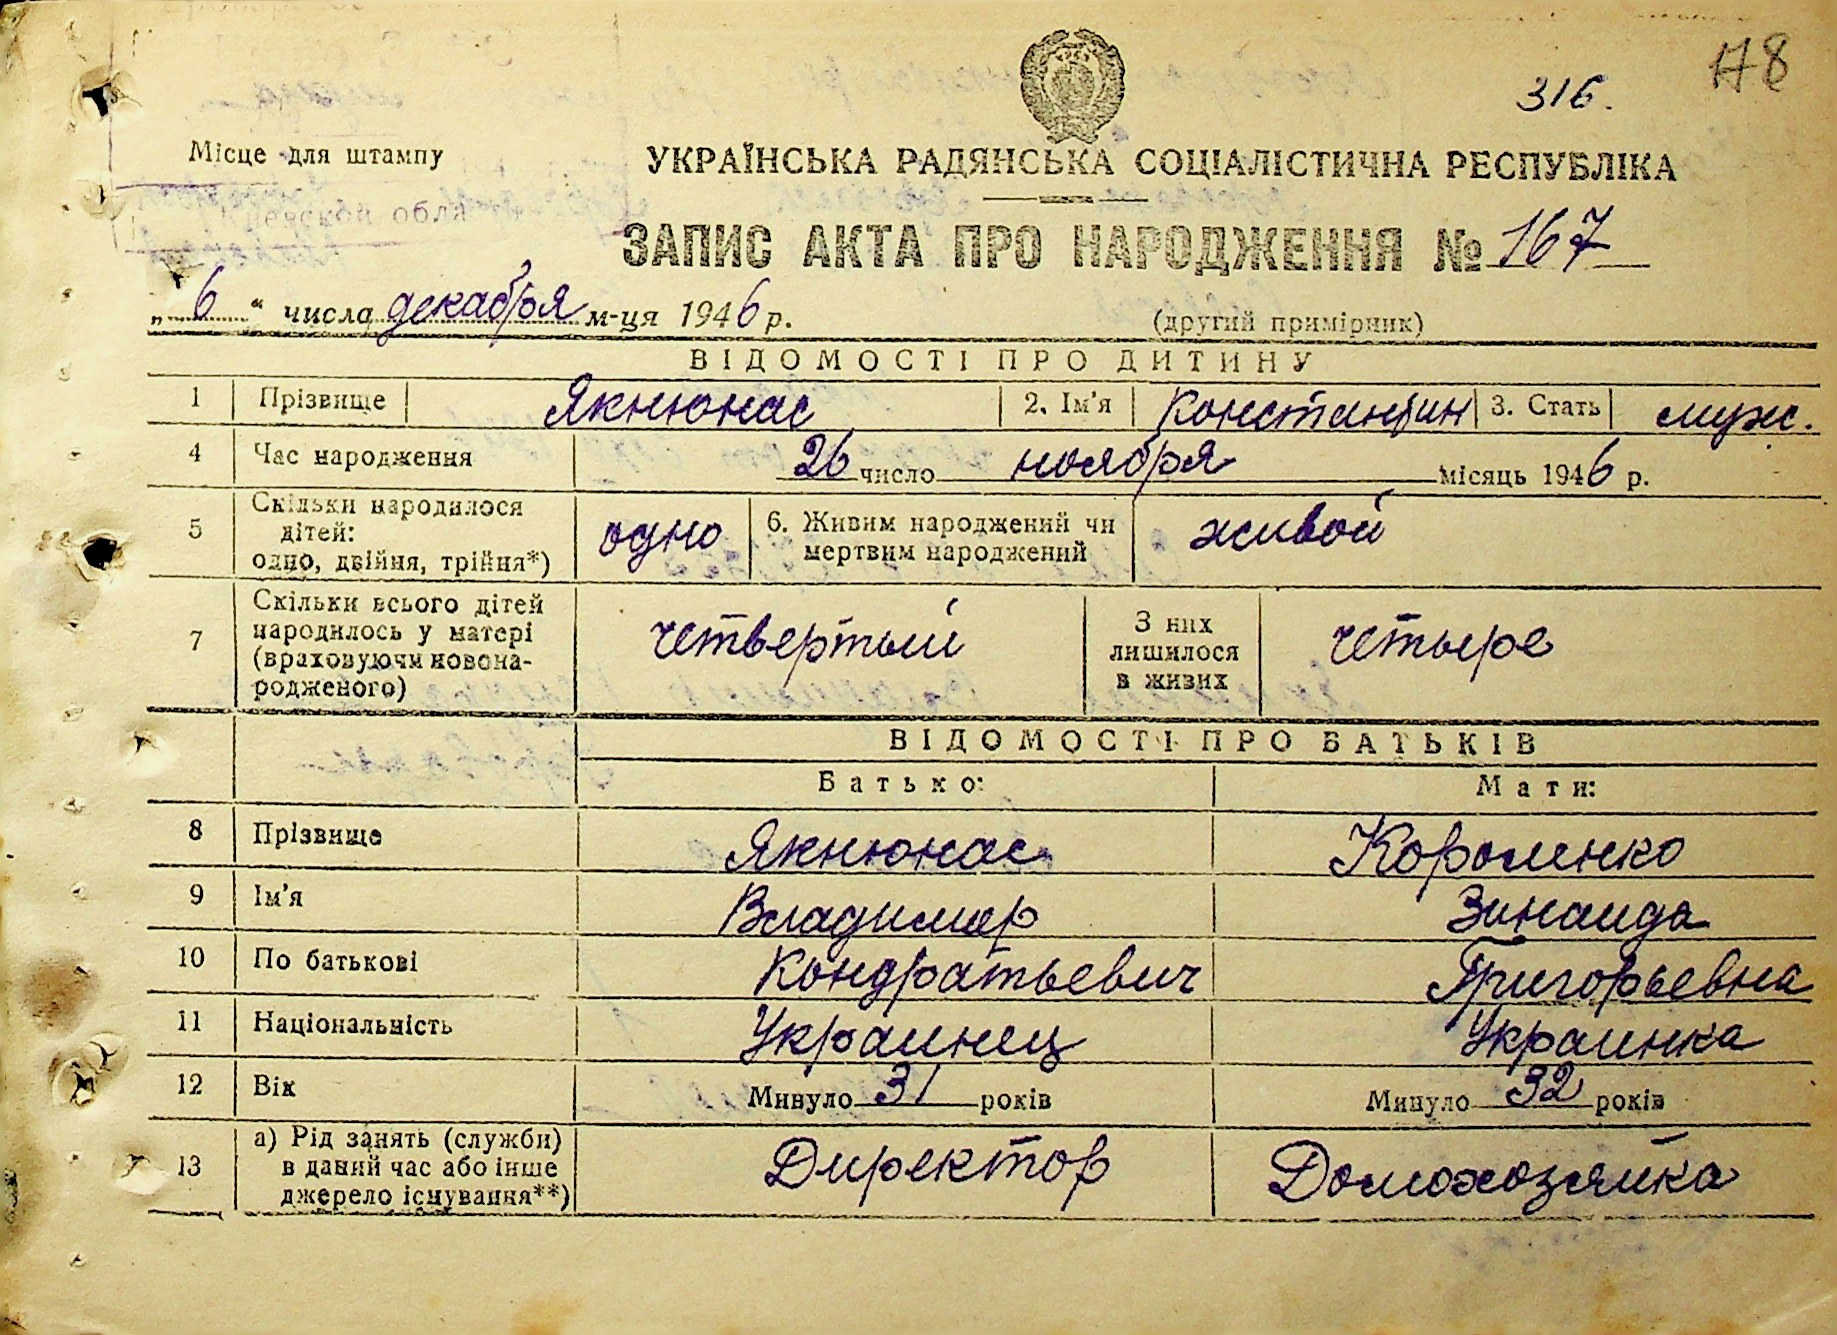 178
316.
Місце для штампу
УКРАЇНСЬКА РАДЯНСЬКА СОЦІАЛІСТИЧНА РЕСПУБЛІКА
обла
ЗАПИС АКТА ПРО НАРОДЖЕННЯ № 167
„6“ числа декабря м-ця 1946 р.
(другий примірник)
ВІДОМОСТІ ПРО ДИТИНУ
1 Прізвище Якнюнас 2. Ім'я Константин 3. Стать муж.
4 Час народження 26 число ноября місяць 1946 р.
5 Скільки народилося дітей: одно, двійня, трійня*) одно 6. Живим народжений чи мертвим народжений живой
7 Скільки всього дітей народилось у матері (враховуючи новонародженого) четвертый З них лишилося в живих четыре
ВІДОМОСТІ ПРО БАТЬКІВ
Батько: Мати:
8 Прізвище Якнюнас Короленко
9 Ім'я Владимир Зинаида
10 По батькові Кондратьевич Григорьевна
11 Національність Украинец Украинка
12 Вік Минуло 31 років Минуло 32 років
13 а) Рід занять (служби) в даний час або інше джерело існування**) Директор Домохозяйка